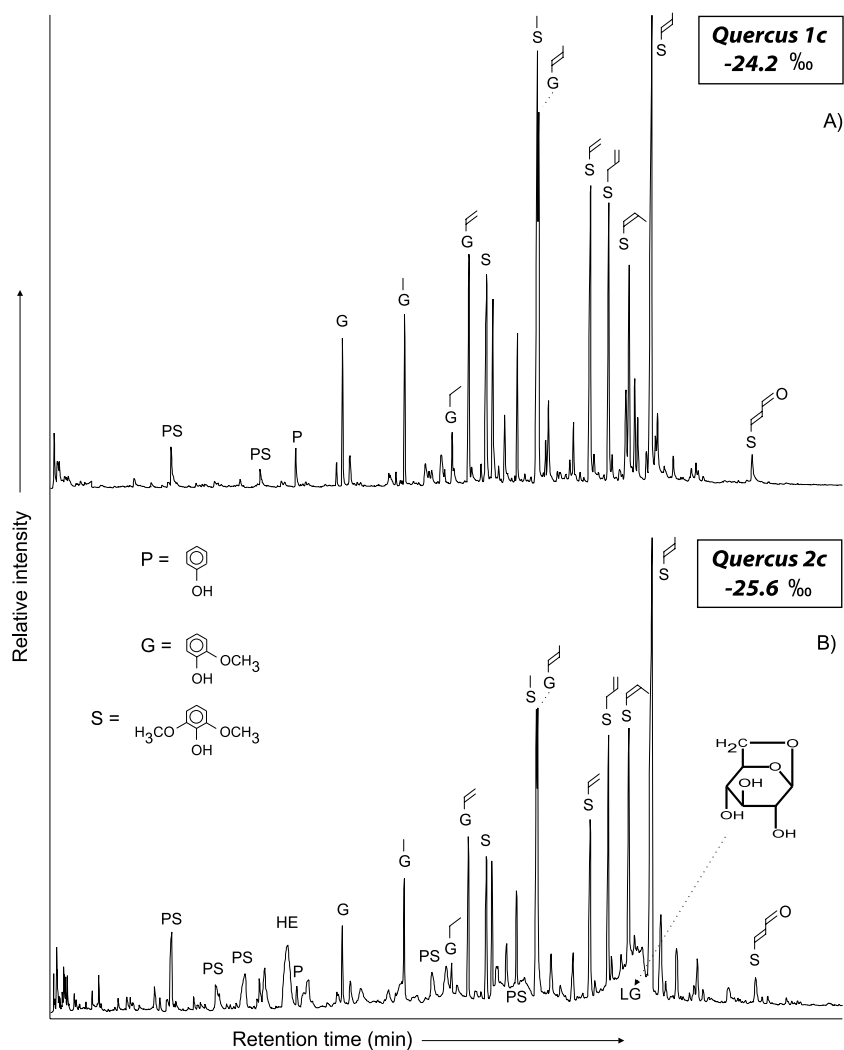 Quercus 1c
-24.2 ‰
A)
S
G
S
S
S
S
G
S
G
G
G
PS
PS
P
S
O
Relative intensity
P =
OH
G =
OCH3
OH
S =
H3CO
OCH3
OH
Quercus 2c
-25.6 ‰
B)
S
S
G
S
S
S
G
S
G
G
G
PS
PS
PS
HE
P
PS
PS
LG
S
O
H2C
O
O
OH
OH
OH
Retention time (min)